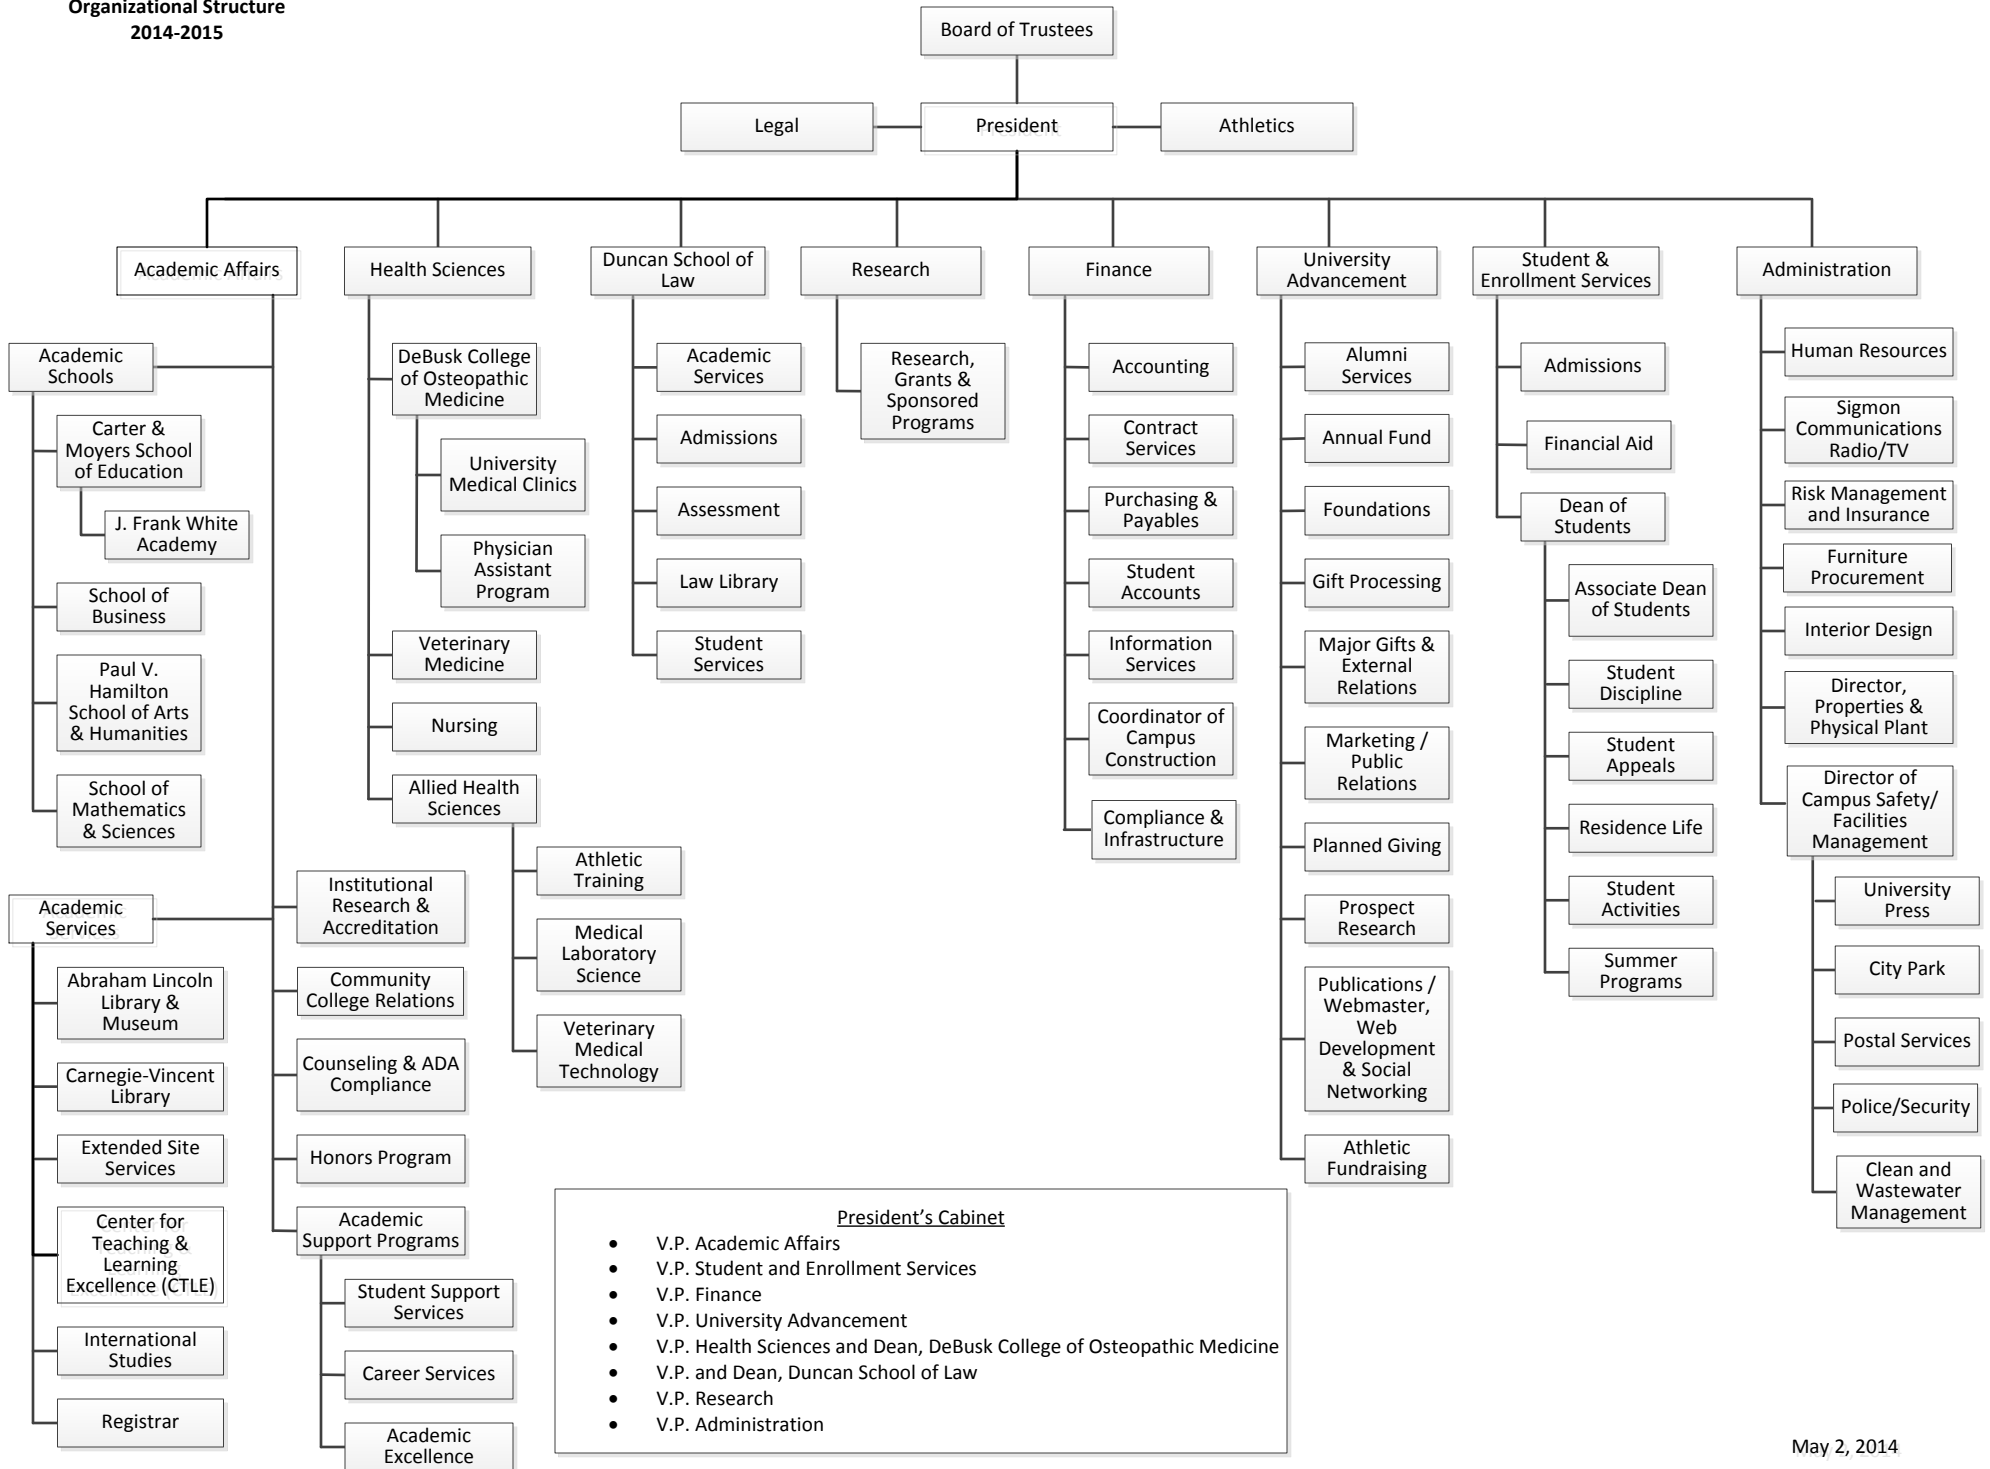 Organizational Structure
2014-2015
Board of Trustees
Legal
President
Athletics
Academic Affairs
Health Sciences
Duncan School of
Law
Research
Finance
University
Advancement
Student &
Enrollment Services
Administration
Academic
Schools
Carter &
Moyers School
of Education
J. Frank White
Academy
School of
Business
Paul V.
Hamilton
School of Arts
& Humanities
School of
Mathematics
& Sciences
Academic
Services
Abraham Lincoln
Library &
Museum
Carnegie-Vincent
Library
Extended Site
Services
Center for
Teaching &
Learning
Excellence (CTLE)
International
Studies
Registrar
Institutional
Research &
Accreditation
Community
College Relations
Counseling & ADA
Compliance
Honors Program
Academic
Support Programs
Student Support
Services
Career Services
Academic
Excellence
DeBusk College
of Osteopathic
Medicine
University
Medical Clinics
Physician
Assistant
Program
Veterinary
Medicine
Nursing
Allied Health
Sciences
Athletic
Training
Medical
Laboratory
Science
Veterinary
Medical
Technology
Academic
Services
Admissions
Assessment
Law Library
Student
Services
Research,
Grants &
Sponsored
Programs
Accounting
Contract
Services
Purchasing &
Payables
Student
Accounts
Information
Services
Coordinator of
Campus
Construction
Compliance &
Infrastructure
Alumni
Services
Annual Fund
Foundations
Gift Processing
Major Gifts &
External
Relations
Marketing /
Public
Relations
Planned Giving
Prospect
Research
Publications /
Webmaster,
Web
Development
& Social
Networking
Athletic
Fundraising
Admissions
Financial Aid
Dean of
Students
Associate Dean
of Students
Student
Discipline
Student
Appeals
Residence Life
Student
Activities
Summer
Programs
Human Resources
Sigmon
Communications
Radio/TV
Risk Management
and Insurance
Furniture
Procurement
Interior Design
Director,
Properties &
Physical Plant
Director of
Campus Safety/
Facilities
Management
University
Press
City Park
Postal Services
Police/Security
Clean and
Wastewater
Management
President’s Cabinet
• V.P. Academic Affairs
• V.P. Student and Enrollment Services
• V.P. Finance
• V.P. University Advancement
• V.P. Health Sciences and Dean, DeBusk College of Osteopathic Medicine
• V.P. and Dean, Duncan School of Law
• V.P. Research
• V.P. Administration
May 2, 2014